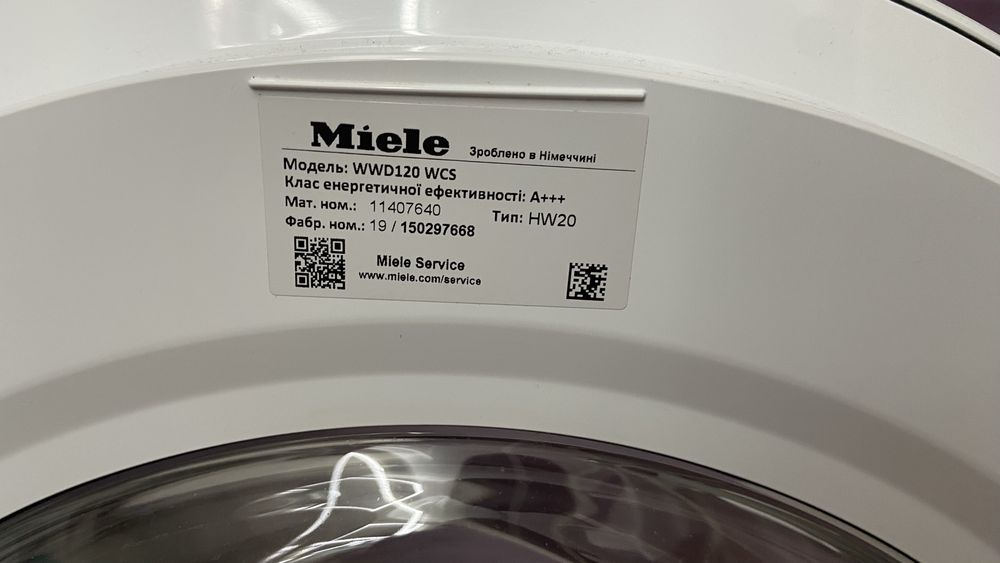 Miele Зроблено в Німеччині
Модель: WWD120 WCS
Клас енергетичної ефективності: A+++
Мат. ном.: 11407640 Тип: HW20
Фабр. ном.: 19 / 150297668
Miele Service
www.miele.com/service